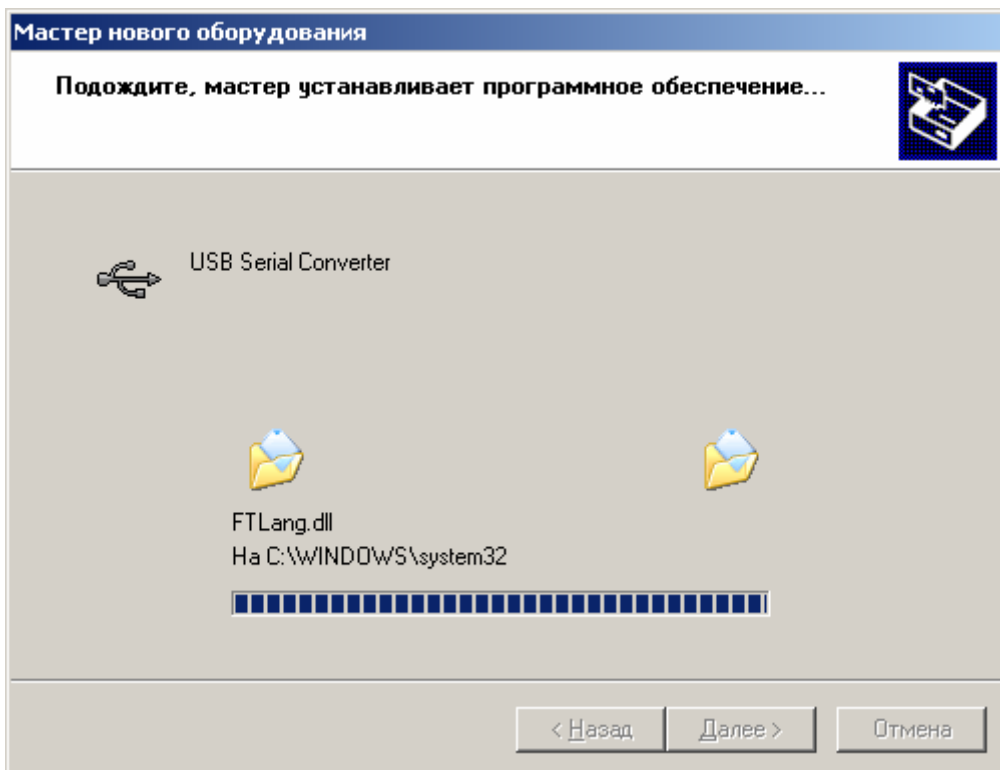 Мастер нового оборудования
Подождите, мастер устанавливает программное обеспечение...
USB Serial Converter
FTLang.dll
На C:\WINDOWS\system32
< Назад
Далее >
Отмена